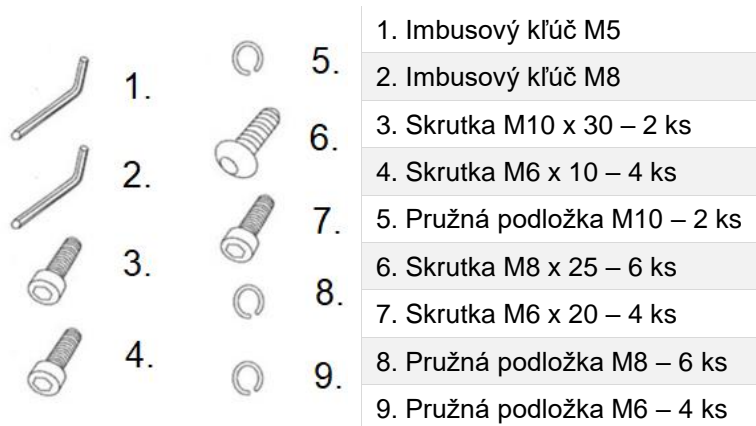 1.
2.
3.
4.
5.
6.
7.
8.
9.
1. Imbusový kľúč M5
2. Imbusový kľúč M8
3. Skrutka M10 x 30 – 2 ks
4. Skrutka M6 x 10 – 4 ks
5. Pružná podložka M10 – 2 ks
6. Skrutka M8 x 25 – 6 ks
7. Skrutka M6 x 20 – 4 ks
8. Pružná podložka M8 – 6 ks
9. Pružná podložka M6 – 4 ks